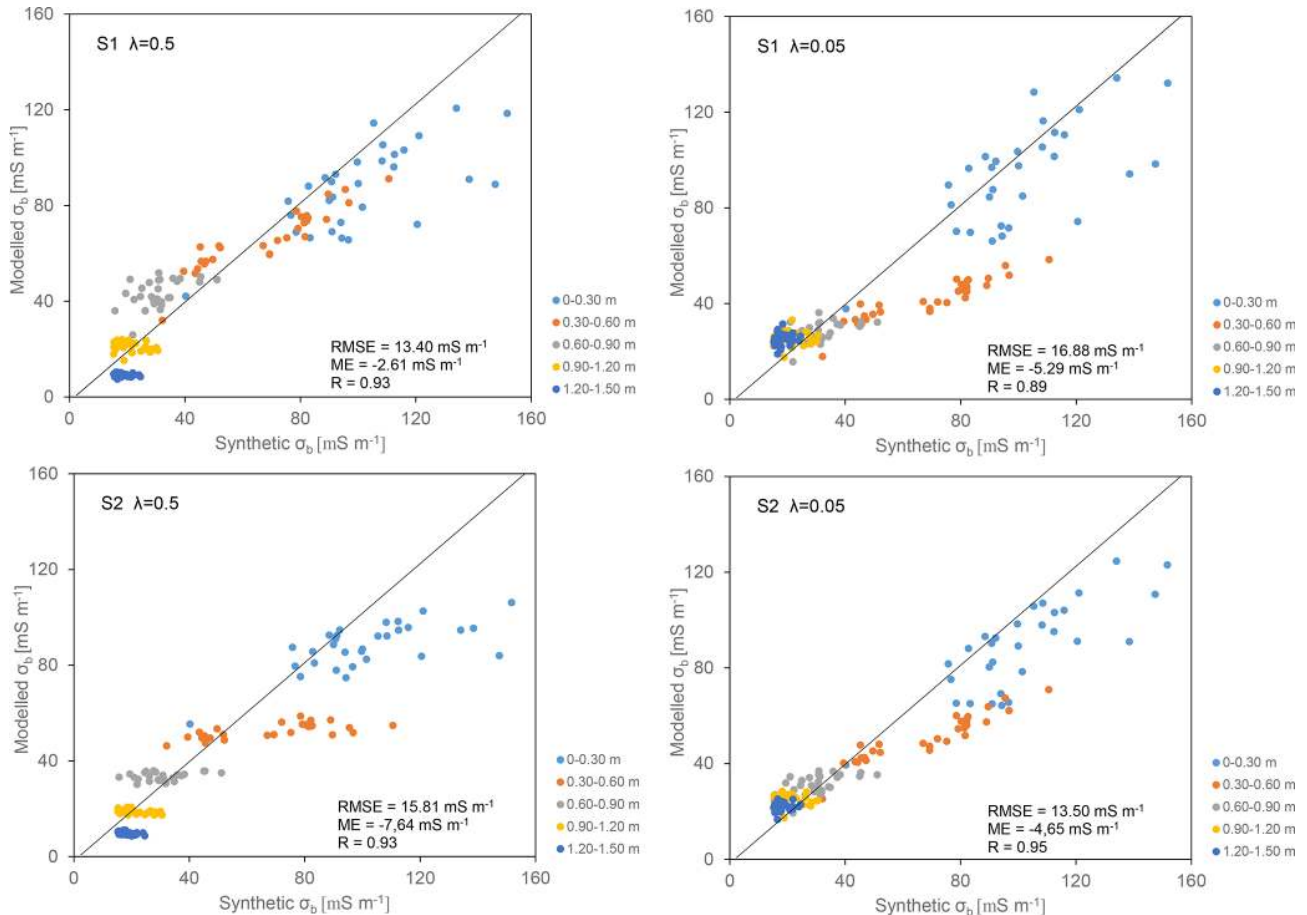 S1 λ=0.5
160
120
80
40
0
Modelled σb [mS m-1]
0 40 80 120 160
Synthetic σb [mS m-1]
RMSE = 13.40 mS m-1
ME = -2.61 mS m-1
R = 0.93
0-0.30 m
0.30-0.60 m
0.60-0.90 m
0.90-1.20 m
1.20-1.50 m
S1 λ=0.05
160
120
80
40
0
Modelled σb [mS m-1]
0 40 80 120 160
Synthetic σb [mS m-1]
RMSE = 16.88 mS m-1
ME = -5.29 mS m-1
R = 0.89
0-0.30 m
0.30-0.60 m
0.60-0.90 m
0.90-1.20 m
1.20-1.50 m
S2 λ=0.5
160
120
80
40
0
Modelled σb [mS m-1]
0 40 80 120 160
Synthetic σb [mS m-1]
RMSE = 15.81 mS m-1
ME = -7,64 mS m-1
R = 0.93
0-0.30 m
0.30-0.60 m
0.60-0.90 m
0.90-1.20 m
1.20-1.50 m
S2 λ=0.05
160
120
80
40
0
Modelled σb [mS m-1]
0 40 80 120 160
Synthetic σb [mS m-1]
RMSE = 13.50 mS m-1
ME = -4,65 mS m-1
R = 0.95
0-0.30 m
0.30-0.60 m
0.60-0.90 m
0.90-1.20 m
1.20-1.50 m